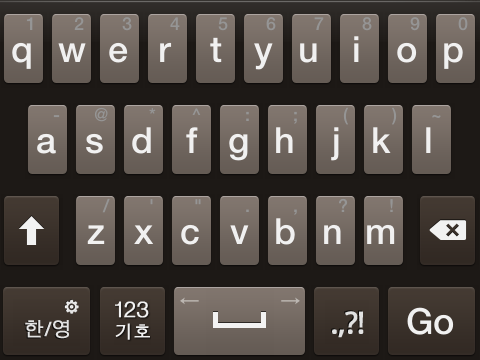 1 2 3 4 5 6 7 8 9 0
q w e r t y u i o p
- @ * ^ : ; ( ) ~
a s d f g h j k l
/ ' " . , ? !
z x c v b n m
한/영 123 .,?! Go
기호